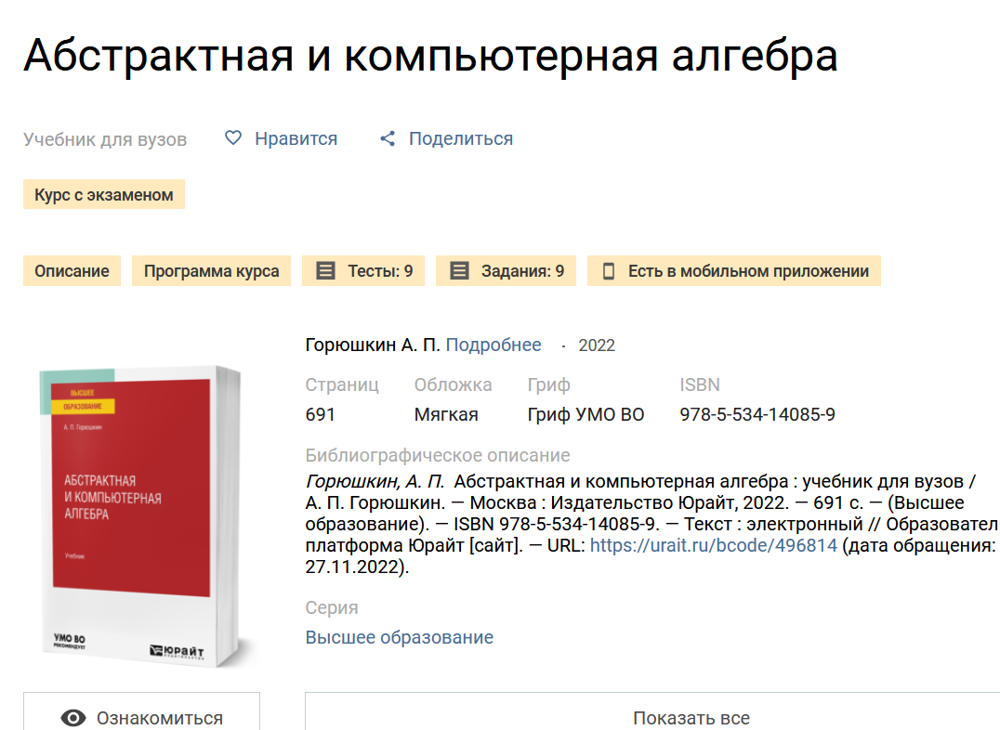 Абстрактная и компьютерная алгебра
Учебник для вузов
Нравится
Поделиться
Курс с экзаменом
Описание
Программа курса
Тесты: 9
Задания: 9
Есть в мобильном приложении
ВЫСШЕЕ
ОБРАЗОВАНИЕ
А. П. Горюшкин
АБСТРАКТНАЯ
И КОМПЬЮТЕРНАЯ
АЛГЕБРА
Учебник
УМО ВО
РЕКОМЕНДУЕТ
юрайт
ИЗДАТЕЛЬСТВО
Горюшкин А. П. Подробнее · 2022
Страниц Обложка Гриф ISBN
691 Мягкая Гриф УМО ВО 978-5-534-14085-9
Библиографическое описание
Горюшкин, А. П. Абстрактная и компьютерная алгебра : учебник для вузов /
А. П. Горюшкин. — Москва : Издательство Юрайт, 2022. — 691 с. — (Высшее
образование). — ISBN 978-5-534-14085-9. — Текст : электронный // Образовател
платформа Юрайт [сайт]. — URL: https://urait.ru/bcode/496814 (дата обращения:
27.11.2022).
Серия
Высшее образование
Ознакомиться
Показать все